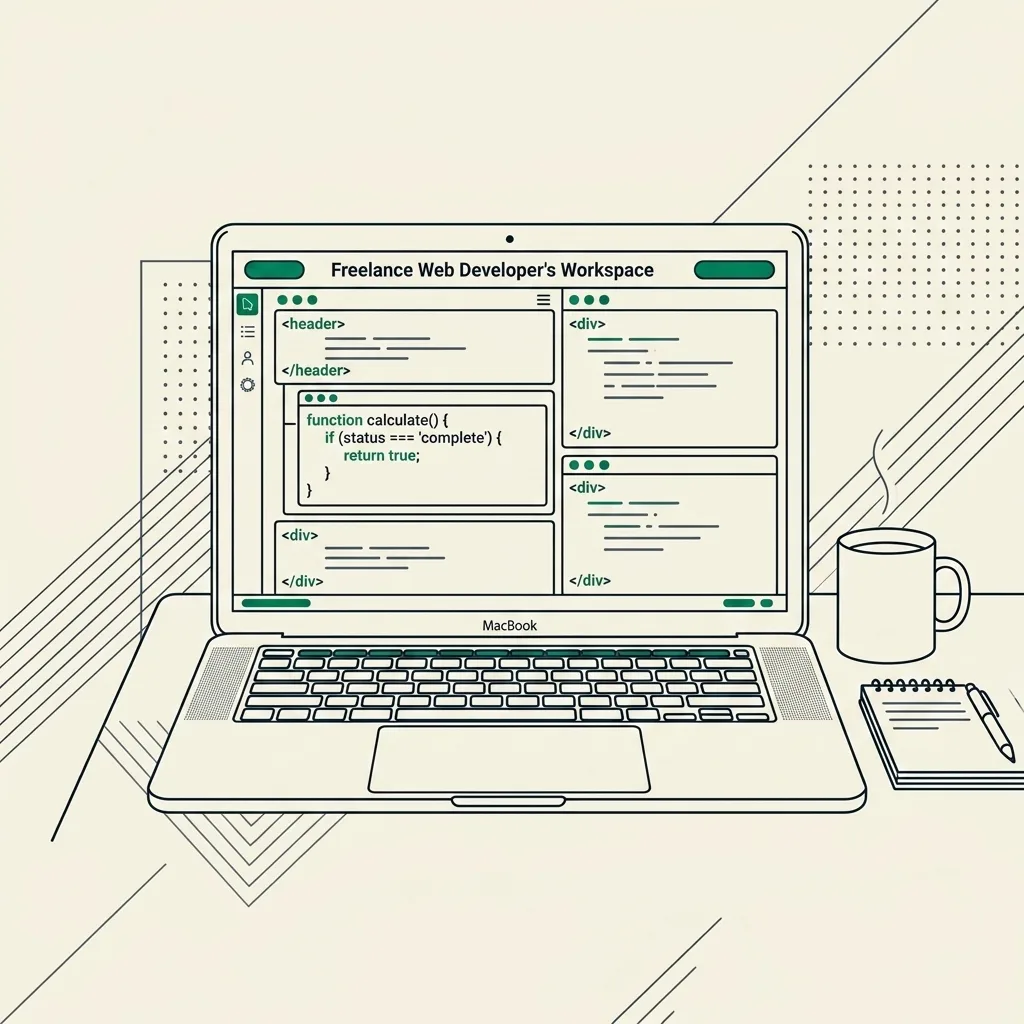 Freelance Web Developer's Workspace
<header>
</header>
function calculate() {
if (status === 'complete') {
return true;
}
}
<div>
</div>
<div>
</div>
<div>
</div>
MacBook